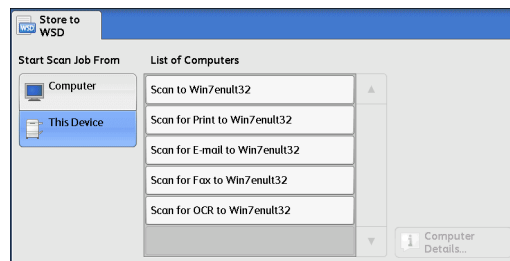 Store to
WSD
WSD
Start Scan Job From
List of Computers
Computer
This Device
Scan to Win7enult32
Scan for Print to Win7enult32
Scan for E-mail to Win7enult32
Scan for Fax to Win7enult32
Scan for OCR to Win7enult32
Computer
Details...